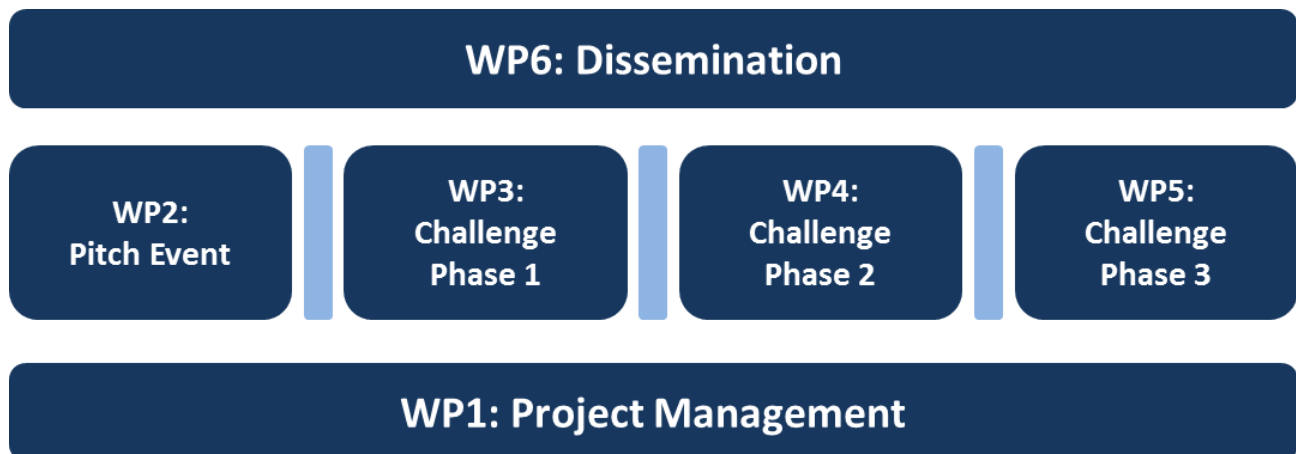 WP6: Dissemination
WP2:
Pitch Event
WP3:
Challenge
Phase 1
WP4:
Challenge
Phase 2
WP5:
Challenge
Phase 3
WP1: Project Management